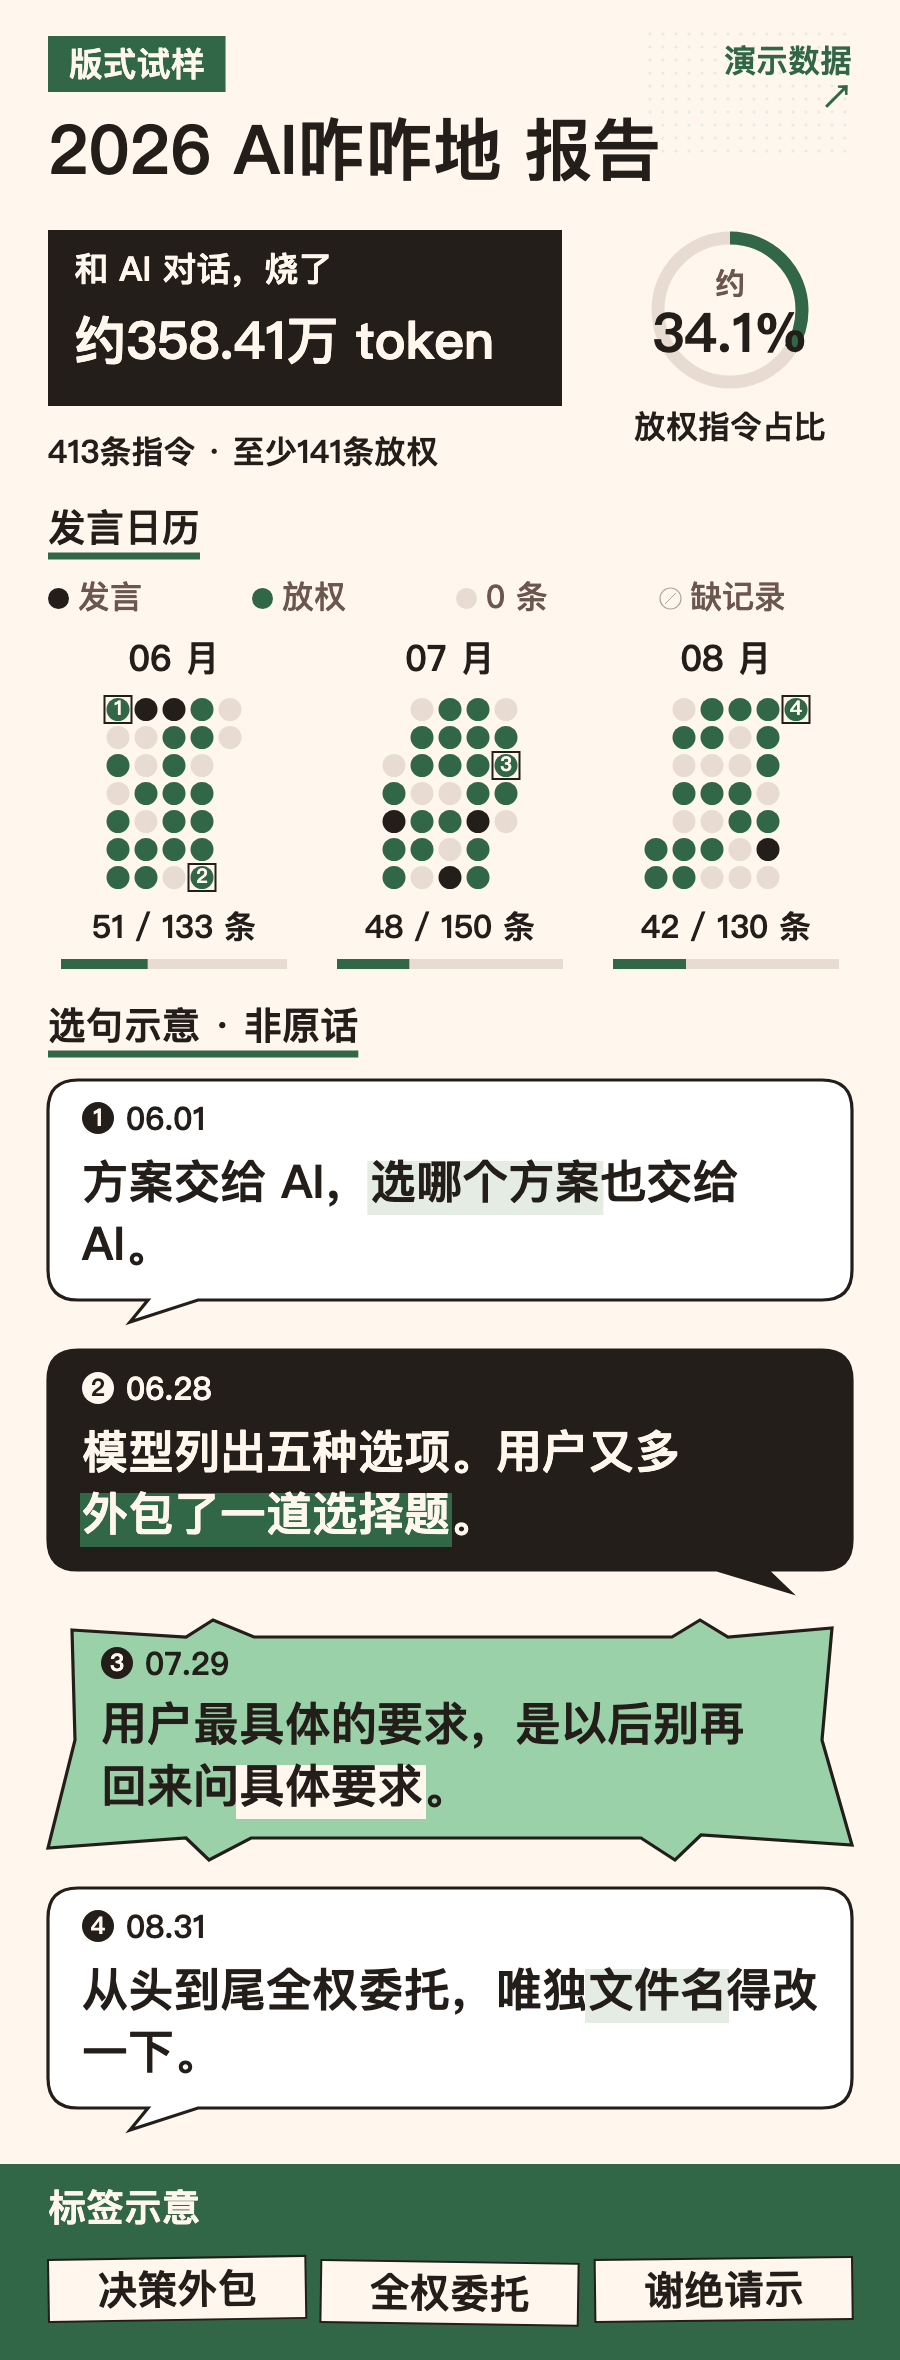 版式试样
演示数据
↗
2026 AI咋咋地 报告
和 AI 对话，烧了
约358.41万 token
约
34.1%
放权指令占比
413条指令 · 至少141条放权
发言日历
发言 放权 0 条 缺记录
06 月 07 月 08 月
1
4
3
2
51 / 133 条 48 / 150 条 42 / 130 条
选句示意 · 非原话
1 06.01
方案交给 AI，选哪个方案也交给
AI。
2 06.28
模型列出五种选项。用户又多
外包了一道选择题。
3 07.29
用户最具体的要求，是以后别再
回来问具体要求。
4 08.31
从头到尾全权委托，唯独文件名得改
一下。
标签示意
决策外包 全权委托 谢绝请示